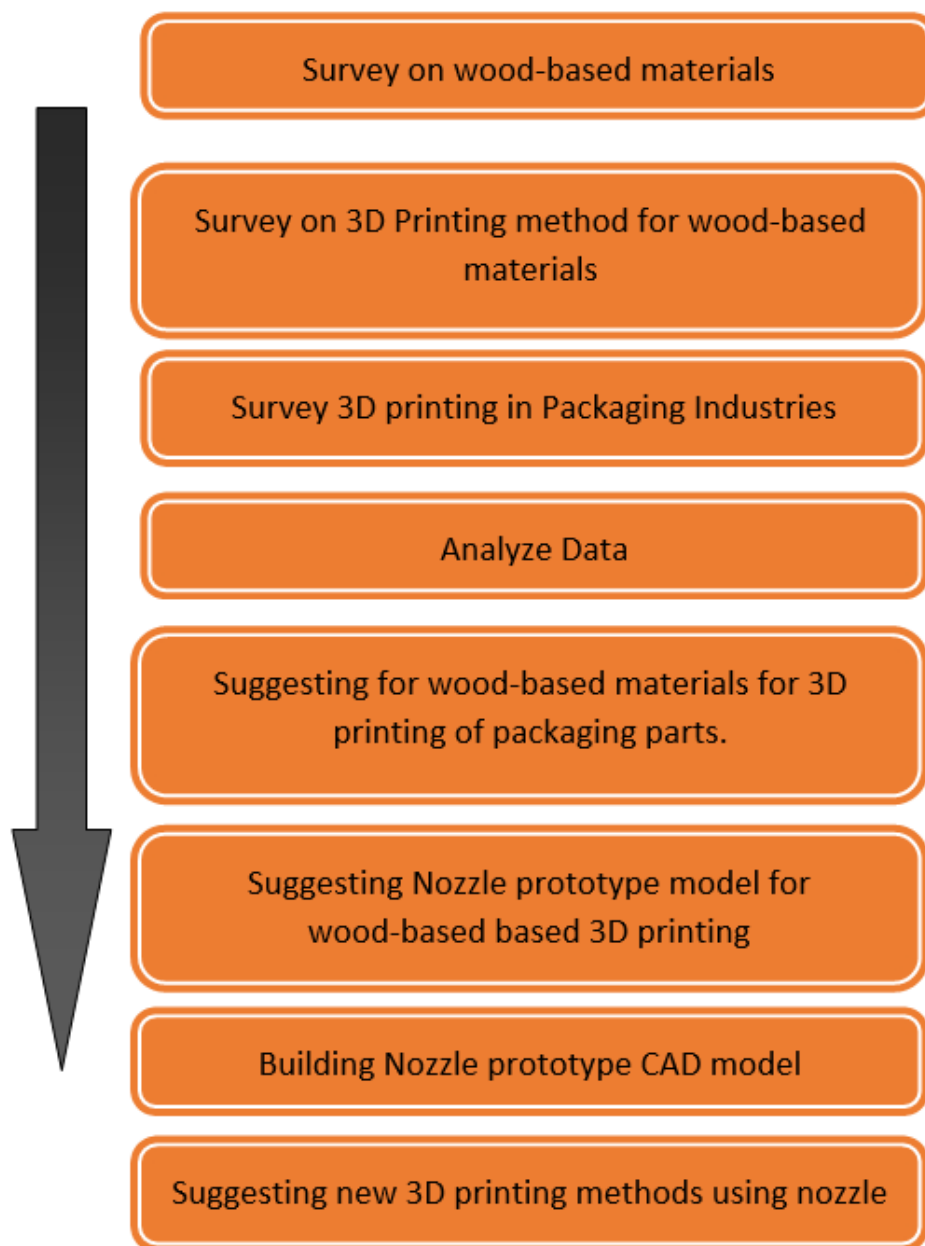 Survey on wood-based materials
Survey on 3D Printing method for wood-based
materials
Survey 3D printing in Packaging Industries
Analyze Data
Suggesting for wood-based materials for 3D
printing of packaging parts.
Suggesting Nozzle prototype model for
wood-based based 3D printing
Building Nozzle prototype CAD model
Suggesting new 3D printing methods using nozzle